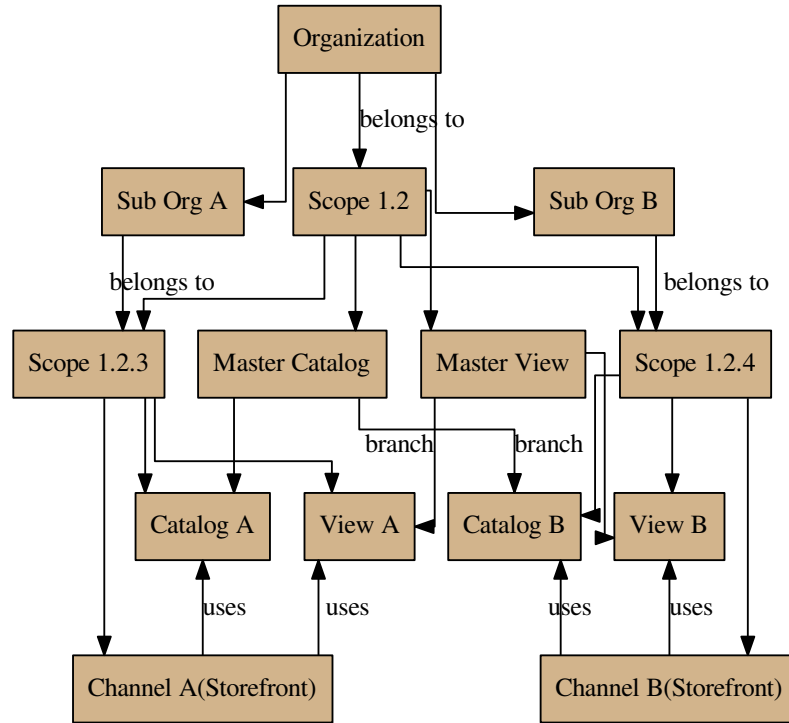 Organization
belongs to
Sub Org A
Scope 1.2
Sub Org B
belongs to
belongs to
Scope 1.2.3
Master Catalog
Master View
Scope 1.2.4
branch
branch
Catalog A
View A
Catalog B
View B
uses
uses
uses
uses
Channel A(Storefront)
Channel B(Storefront)